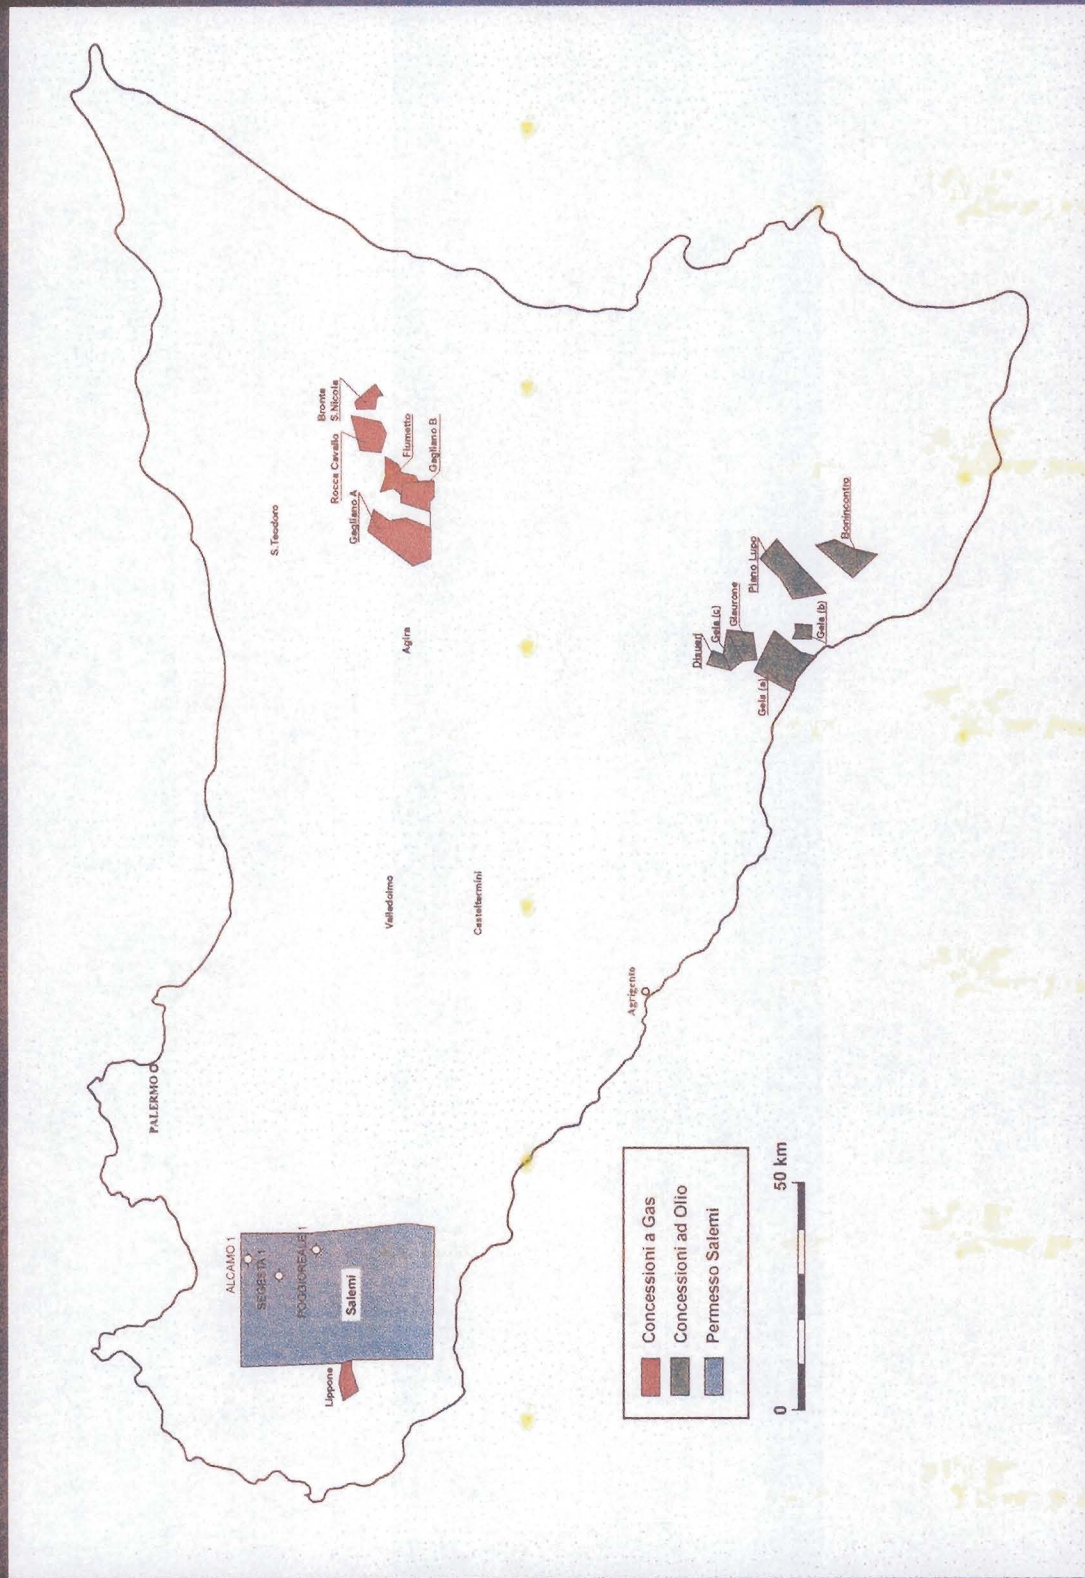 PALERMO
ALCAMO 1
SEGESTA 1
S.Teodoro
POGGIOREALE 1
Bronte
S.Nicola
Rocca Cavallo
Lippone
Salemi
Gagliano A
Valledolmo
Agira
Fiumetto
Gagliano B
Casteltermini
Agrigento
Disueri
Gela (c)
Giaurone
Piano Lupo
Gela (a)
Gela (b)
Bonincontro
Concessioni a Gas
Concessioni ad Olio
Permesso Salemi
0 50 km